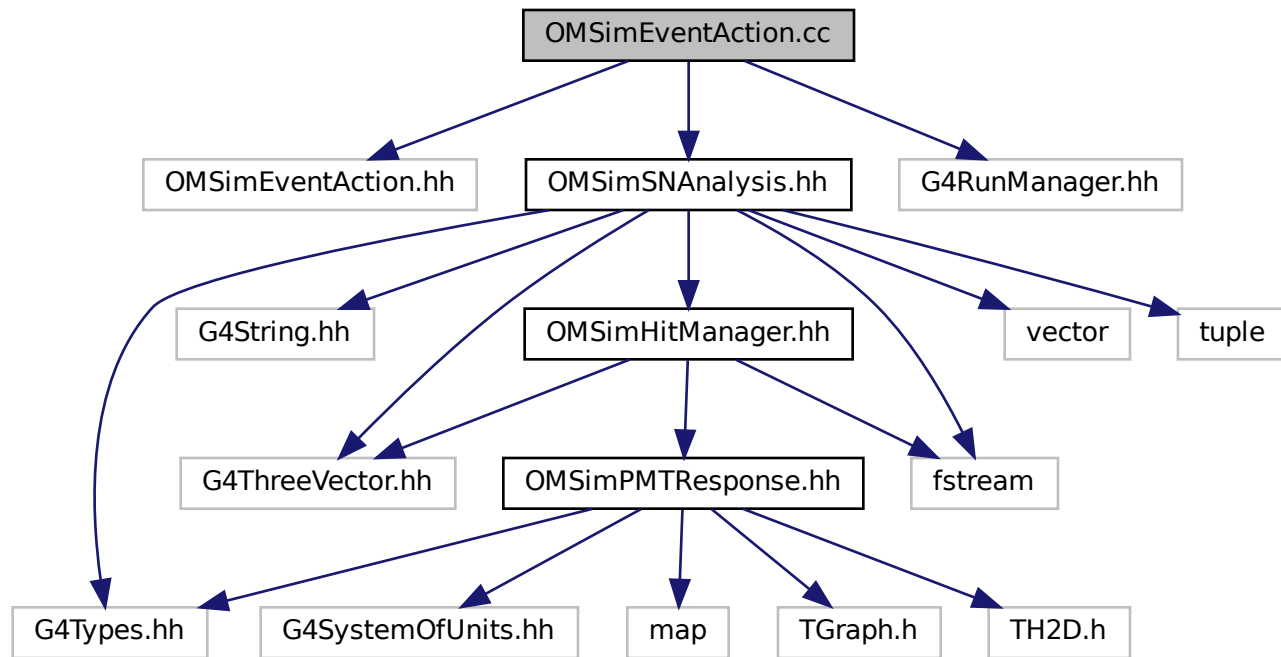 OMSimEventAction.cc
OMSimEventAction.hh
OMSimSNAnalysis.hh
G4RunManager.hh
G4String.hh
OMSimHitManager.hh
vector
tuple
G4ThreeVector.hh
OMSimPMTResponse.hh
fstream
G4Types.hh
G4SystemOfUnits.hh
map
TGraph.h
TH2D.h